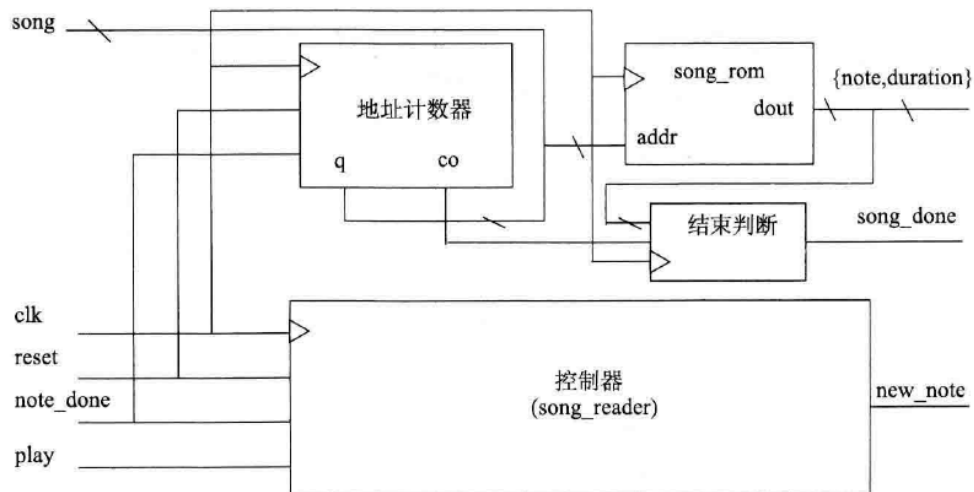 song
地址计数器
q
co
song_rom
dout
addr
{note,duration}
结束判断
song_done
clk
reset
note_done
play
控制器
(song_reader)
new_note